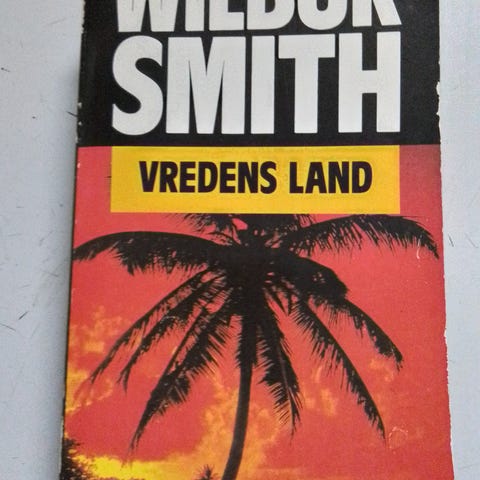 WILBUR
SMITH
VREDENS LAND